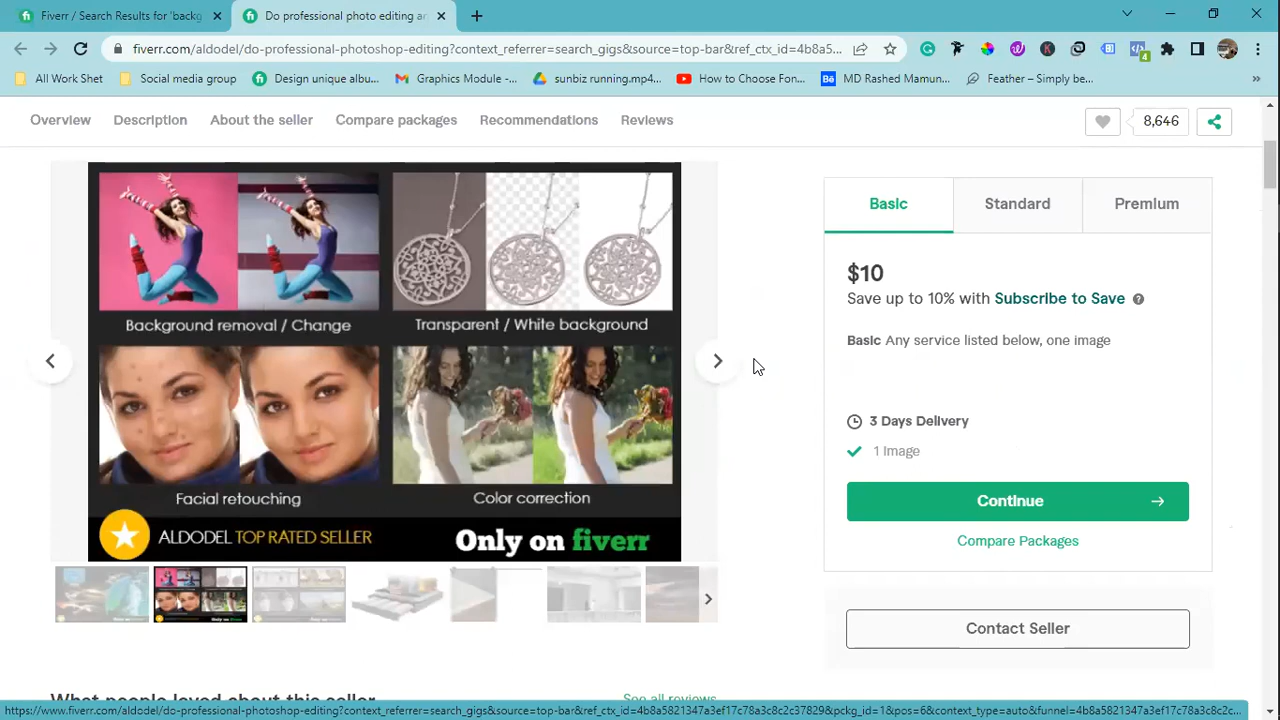 Fiverr / Search Results for 'backg
Do professional photo editing ar
fiverr.com/aldodel/do-professional-photoshop-editing?context_referrer=search_gigs&source=top-bar&ref_ctx_id=4b8a5...
4
All Work Shet
Social media group
Design unique albu...
Graphics Module -...
sunbiz running.mp4...
How to Choose Fon...
MD Rashed Mamun...
Feather – Simply be...
»
Overview
Description
About the seller
Compare packages
Recommendations
Reviews
8,646
Background removal / Change
Transparent / White background
Facial retouching
Color correction
ALDODEL TOP RATED SELLER
Only on fiverr
Basic
Standard
Premium
$10
Save up to 10% with Subscribe to Save
Basic Any service listed below, one image
3 Days Delivery
1 Image
Continue
Compare Packages
Contact Seller
What people loved about this seller
See all reviews
https://www.fiverr.com/aldodel/do-professional-photoshop-editing?context_referrer=search_gigs&source=top-bar&ref_ctx_id=4b8a5821347a3ef17c78a3c8c2c37829&pckg_id=1&pos=6&context_type=auto&funnel=4b8a5821347a3ef17c78a3c8c2c...